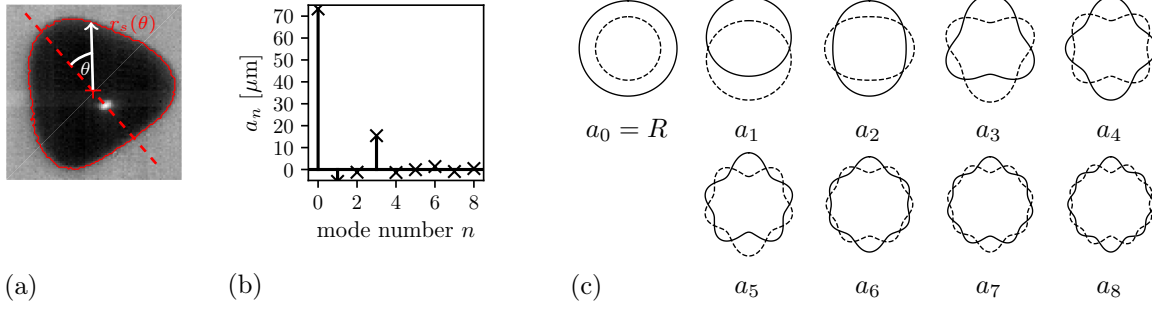 r_s(θ)
θ
(a)
a_n [μm]
70
60
50
40
30
20
10
0
0 2 4 6 8
mode number n
(b)
a_0 = R a_1 a_2 a_3 a_4
a_5 a_6 a_7 a_8
(c)